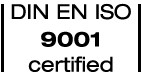 DIN EN ISO
9001
certified